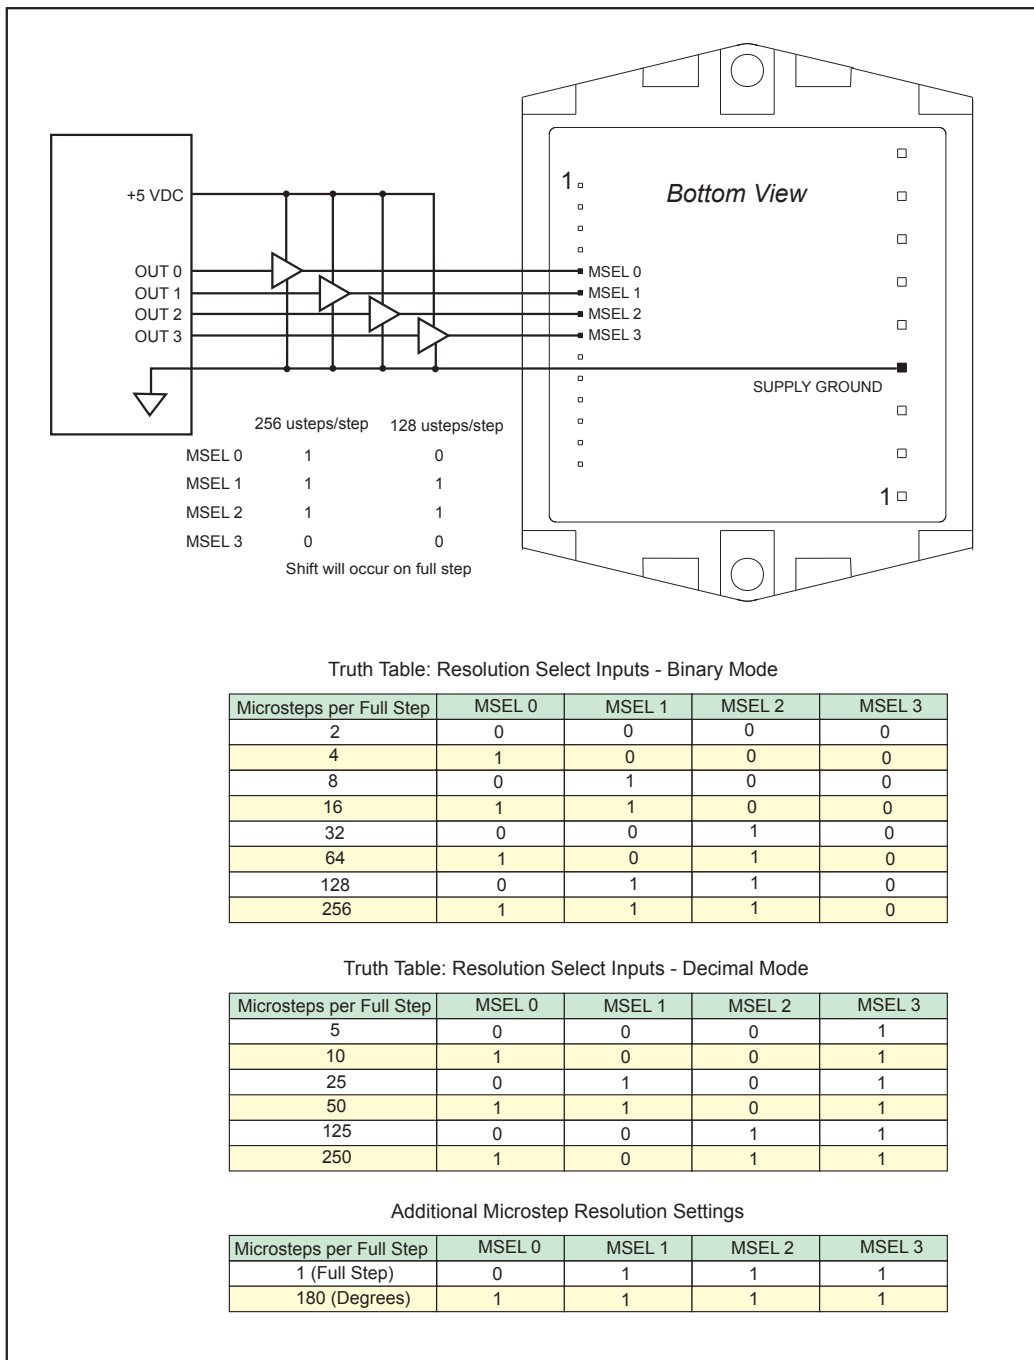 1
Bottom View
+5 VDC
OUT 0
MSEL 0
OUT 1
MSEL 1
OUT 2
MSEL 2
OUT 3
MSEL 3
SUPPLY GROUND
1
256 usteps/step 128 usteps/step
MSEL 0 1 0
MSEL 1 1 1
MSEL 2 1 1
MSEL 3 0 0
Shift will occur on full step
Truth Table: Resolution Select Inputs - Binary Mode
Microsteps per Full Step MSEL 0 MSEL 1 MSEL 2 MSEL 3
2 0 0 0 0
4 1 0 0 0
8 0 1 0 0
16 1 1 0 0
32 0 0 1 0
64 1 0 1 0
128 0 1 1 0
256 1 1 1 0
Truth Table: Resolution Select Inputs - Decimal Mode
Microsteps per Full Step MSEL 0 MSEL 1 MSEL 2 MSEL 3
5 0 0 0 1
10 1 0 0 1
25 0 1 0 1
50 1 1 0 1
125 0 0 1 1
250 1 0 1 1
Additional Microstep Resolution Settings
Microsteps per Full Step MSEL 0 MSEL 1 MSEL 2 MSEL 3
1 (Full Step) 0 1 1 1
180 (Degrees) 1 1 1 1